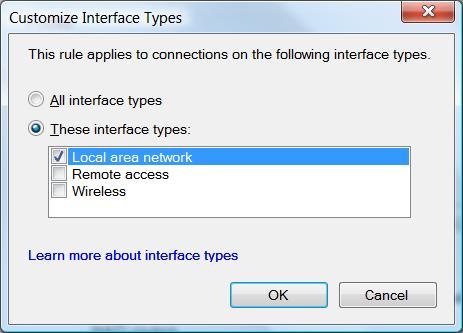 Customize Interface Types
This rule applies to connections on the following interface types.
All interface types
These interface types:
Local area network
Remote access
Wireless
Learn more about interface types
OK Cancel